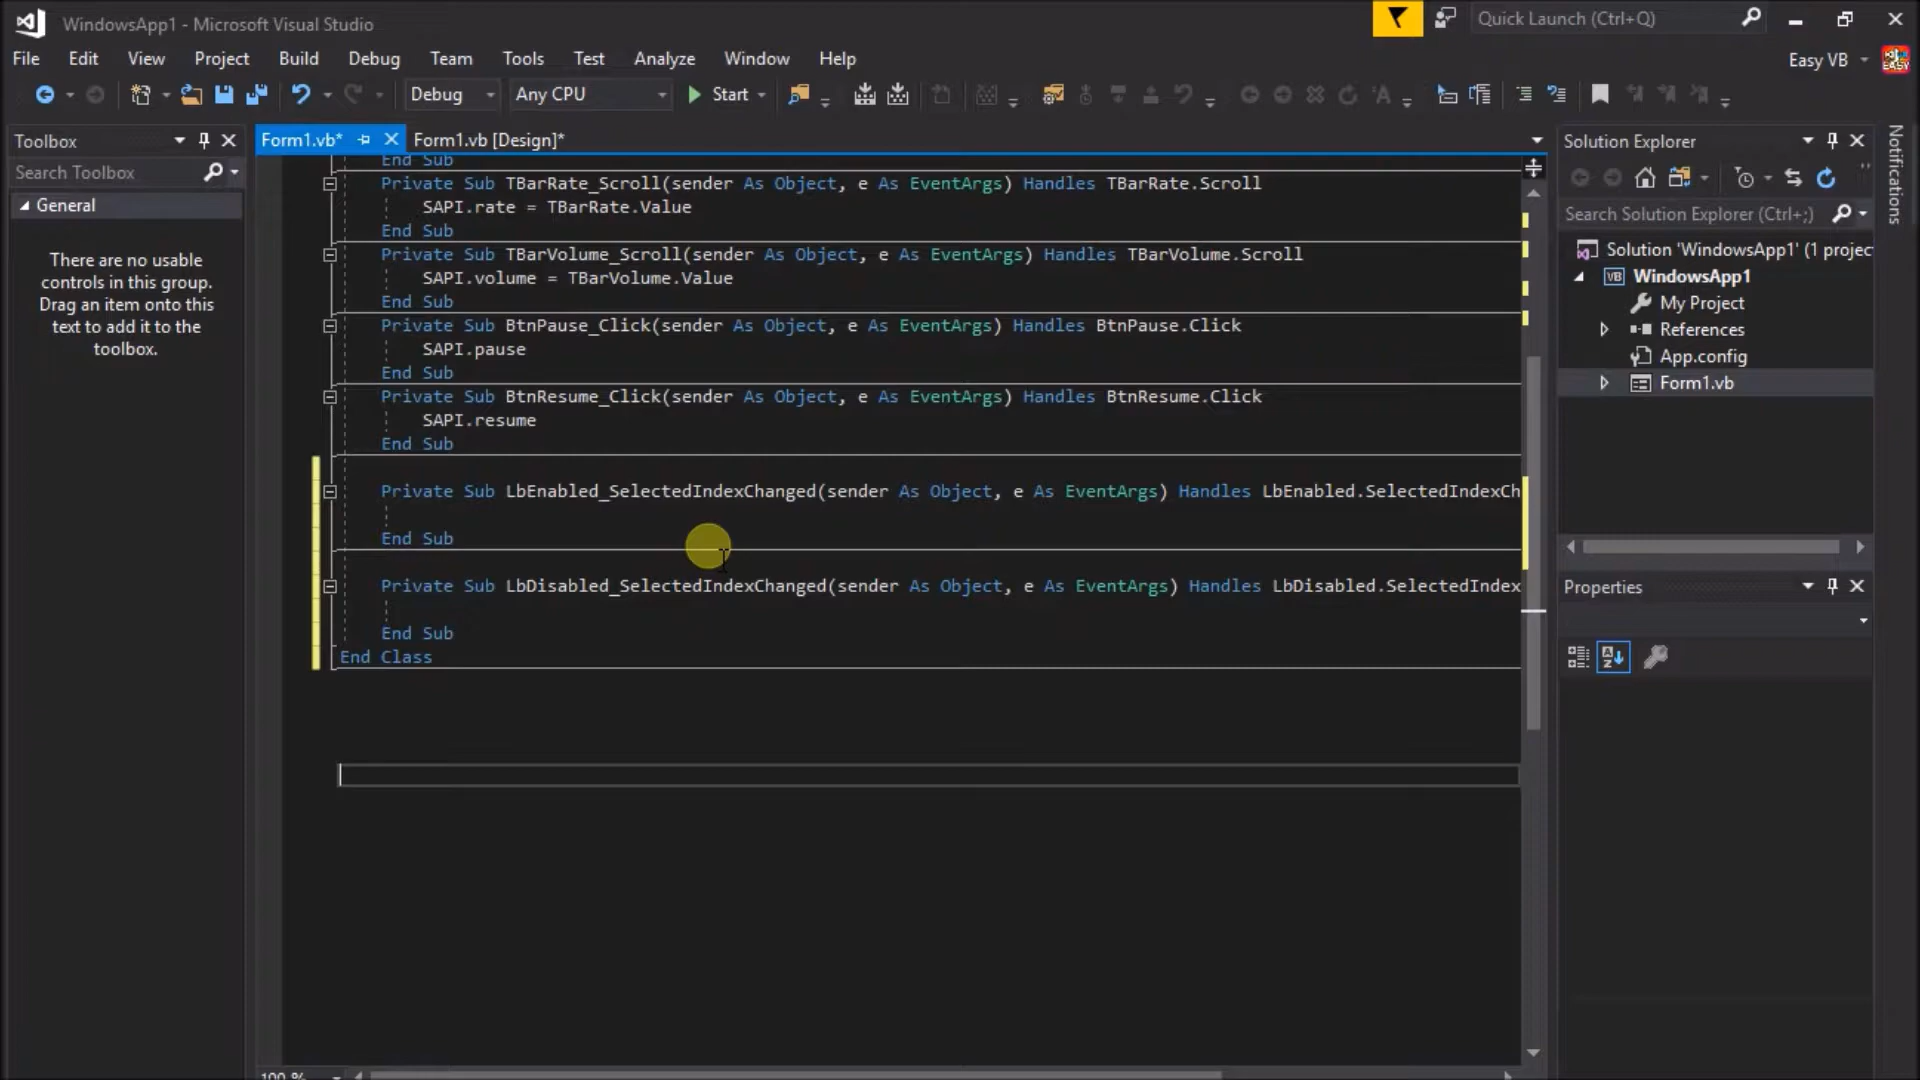 WindowsApp1 - Microsoft Visual Studio
Quick Launch (Ctrl+Q)
File Edit View Project Build Debug Team Tools Test Analyze Window Help
Easy VB
Debug Any CPU Start
Toolbox
Search Toolbox
General
There are no usable
controls in this group.
Drag an item onto this
text to add it to the
toolbox.
Form1.vb* Form1.vb [Design]*
End Sub
Private Sub TBarRate_Scroll(sender As Object, e As EventArgs) Handles TBarRate.Scroll
SAPI.rate = TBarRate.Value
End Sub
Private Sub TBarVolume_Scroll(sender As Object, e As EventArgs) Handles TBarVolume.Scroll
SAPI.volume = TBarVolume.Value
End Sub
Private Sub BtnPause_Click(sender As Object, e As EventArgs) Handles BtnPause.Click
SAPI.pause
End Sub
Private Sub BtnResume_Click(sender As Object, e As EventArgs) Handles BtnResume.Click
SAPI.resume
End Sub
Private Sub LbEnabled_SelectedIndexChanged(sender As Object, e As EventArgs) Handles LbEnabled.SelectedIndexCh
End Sub
Private Sub LbDisabled_SelectedIndexChanged(sender As Object, e As EventArgs) Handles LbDisabled.SelectedIndex
End Sub
End Class
100 %
Solution Explorer
Search Solution Explorer (Ctrl+;)
Solution 'WindowsApp1' (1 projec
VB WindowsApp1
My Project
References
App.config
Form1.vb
Properties
Notifications